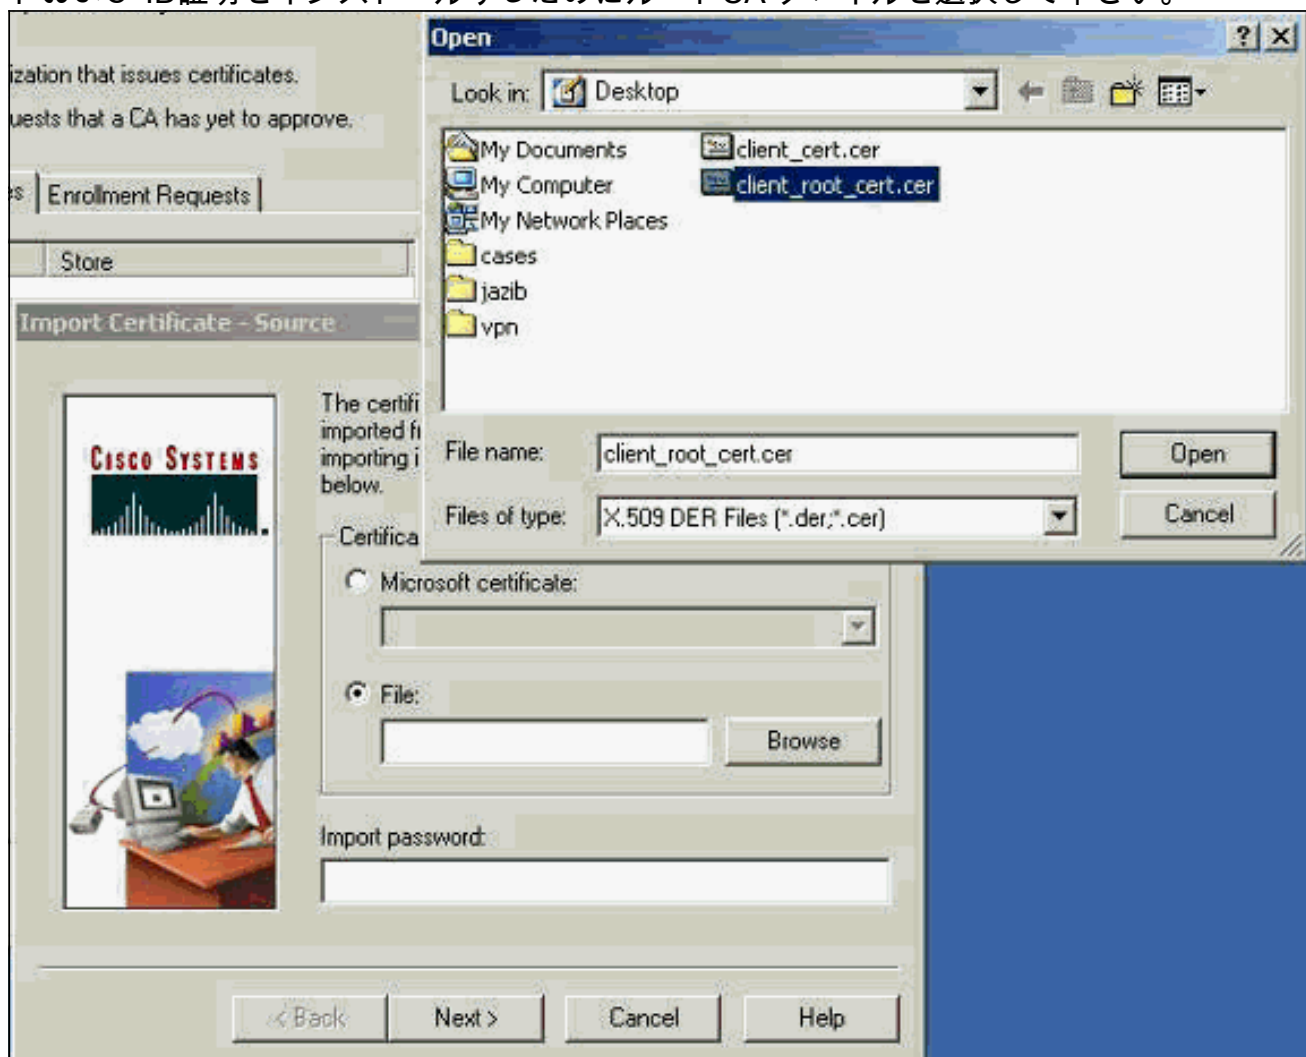 Open
ization that issues certificates.
uests that a CA has yet to approve.
Look in:
Desktop
My Documents
My Computer
My Network Places
cases
jazib
vpn
client_cert.cer
client_root_cert.cer
Enrollment Requests
Store
File name:
client_root_cert.cer
Open
Files of type:
X.509 DER Files (*.der;*.cer)
Cancel
Import Certificate - Source
CISCO SYSTEMS
The certifi
imported f
importing i
below.
Certifica
Microsoft certificate:
File:
Browse
Import password:
< Back
Next >
Cancel
Help